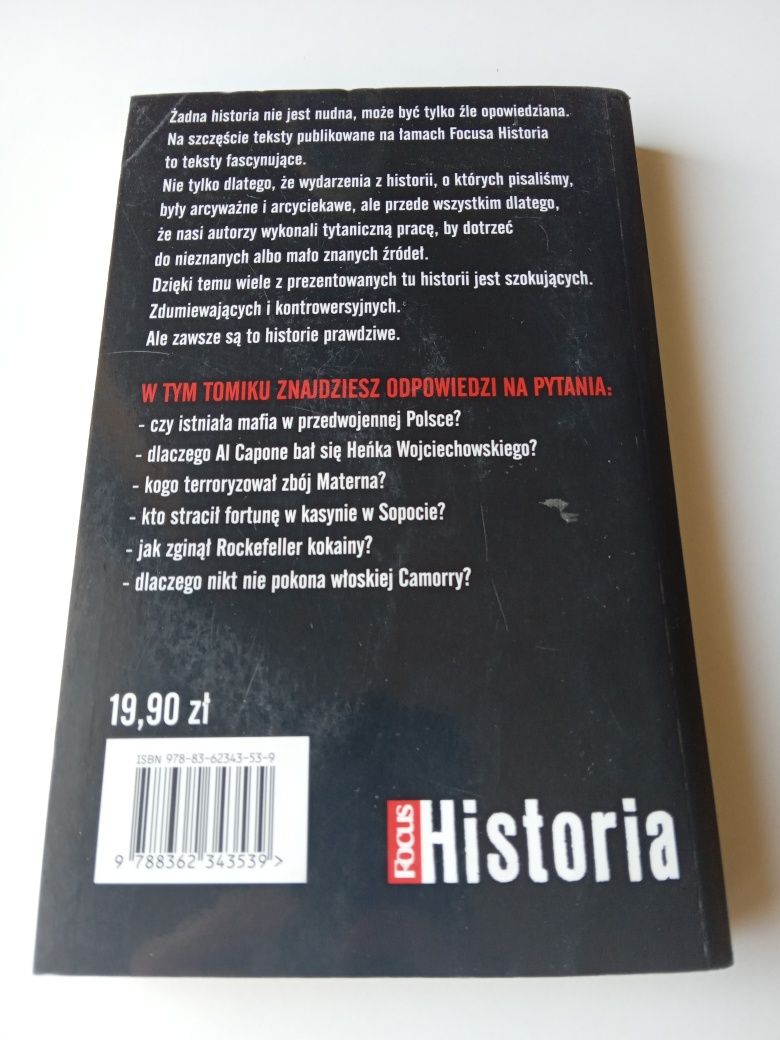 Żadna historia nie jest nudna, może być tylko źle opowiedziana.
Na szczęście teksty publikowane na łamach Focusa Historia
to teksty fascynujące.
Nie tylko dlatego, że wydarzenia z historii, o których pisaliśmy,
były arcyważne i arcyciekawe, ale przede wszystkim dlatego,
że nasi autorzy wykonali tytaniczną pracę, by dotrzeć
do nieznanych albo mało znanych źródeł.
Dzięki temu wiele z prezentowanych tu historii jest szokujących.
Zdumiewających i kontrowersyjnych.
Ale zawsze są to historie prawdziwe.
W TYM TOMIKU ZNAJDZIESZ ODPOWIEDZI NA PYTANIA:
- czy istniała mafia w przedwojennej Polsce?
- dlaczego Al Capone bał się Heńka Wojciechowskiego?
- kogo terroryzował zbój Materna?
- kto stracił fortunę w kasynie w Sopocie?
- jak zginął Rockefeller kokainy?
- dlaczego nikt nie pokona włoskiej Camorry?
19,90 zł
ISBN 978-83-62343-53-9
9 788362 343539 >
Focus Historia